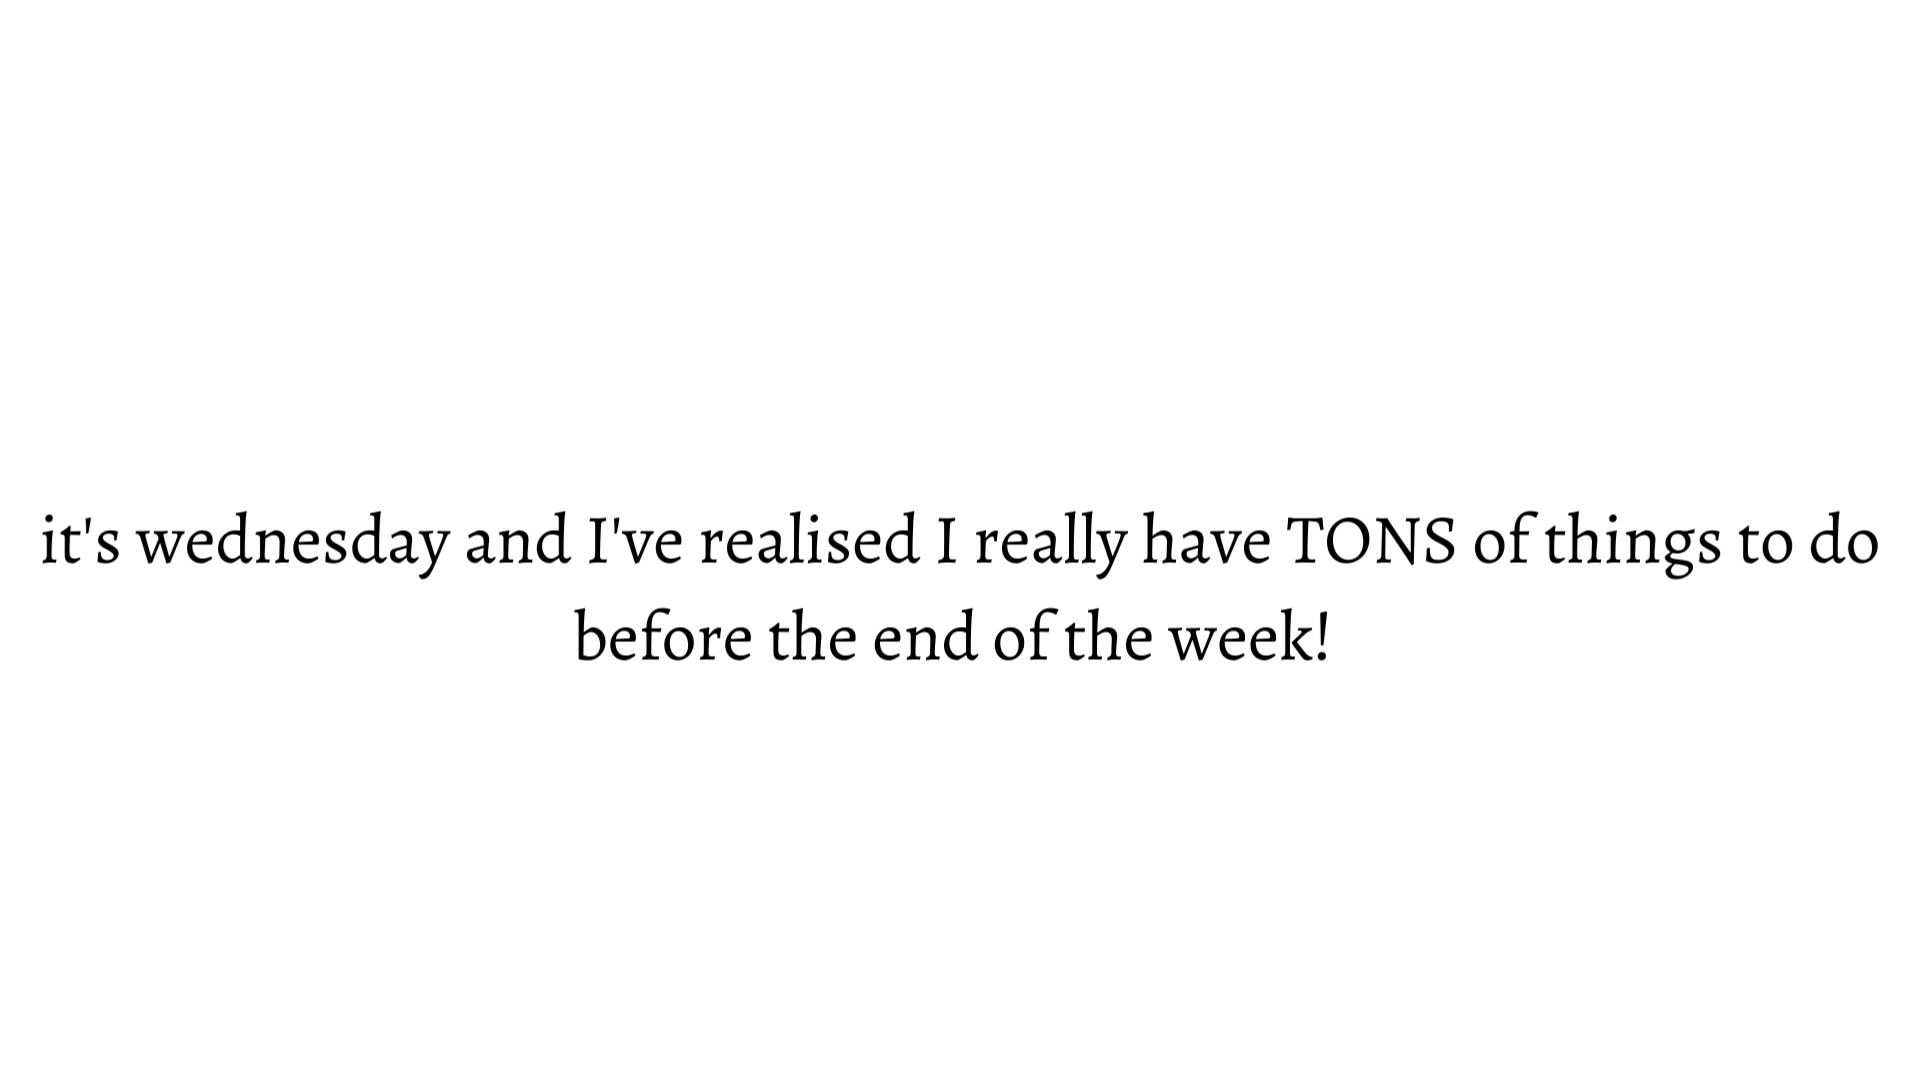 it's wednesday and I've realised I really have TONS of things to do
before the end of the week!